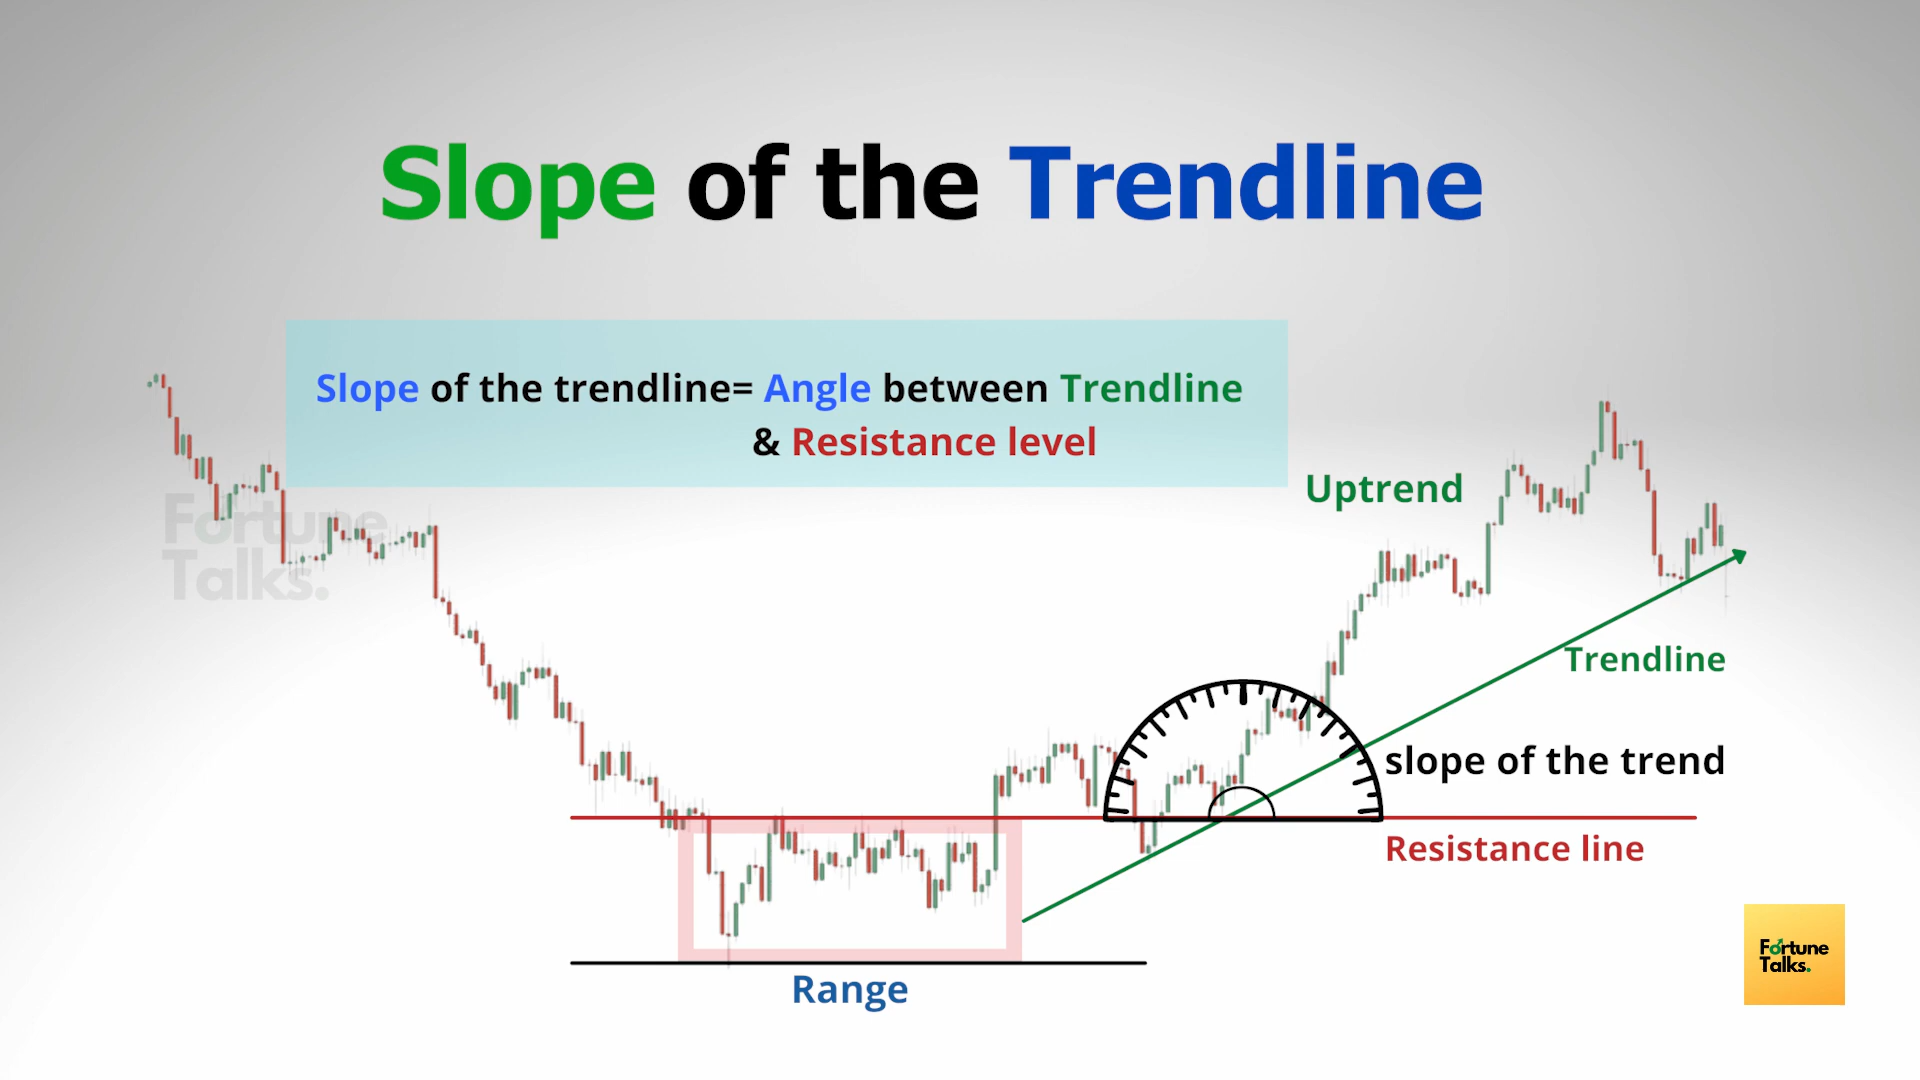 Slope of the Trendline
Slope of the trendline= Angle between Trendline
& Resistance level
Uptrend
Fortune
Talks.
Trendline
slope of the trend
Resistance line
Fortune
Talks.
Range